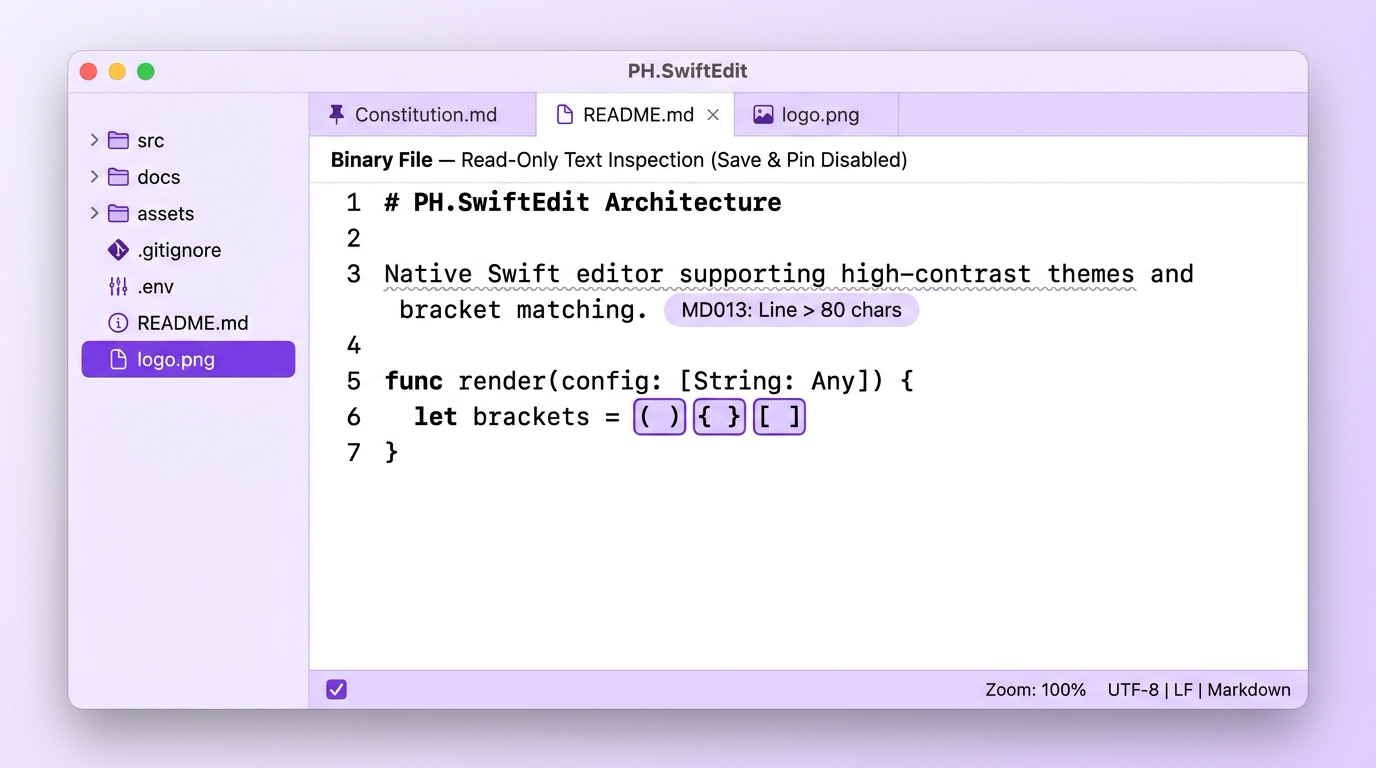 PH.SwiftEdit
src
docs
assets
.gitignore
.env
README.md
logo.png
Constitution.md
README.md
logo.png
Binary File — Read-Only Text Inspection (Save & Pin Disabled)
1 # PH.SwiftEdit Architecture
2
3 Native Swift editor supporting high-contrast themes and
bracket matching. MD013: Line > 80 chars
4
5 func render(config: [String: Any]) {
6   let brackets = ( ) { } [ ]
7 }
Zoom: 100% UTF-8 | LF | Markdown